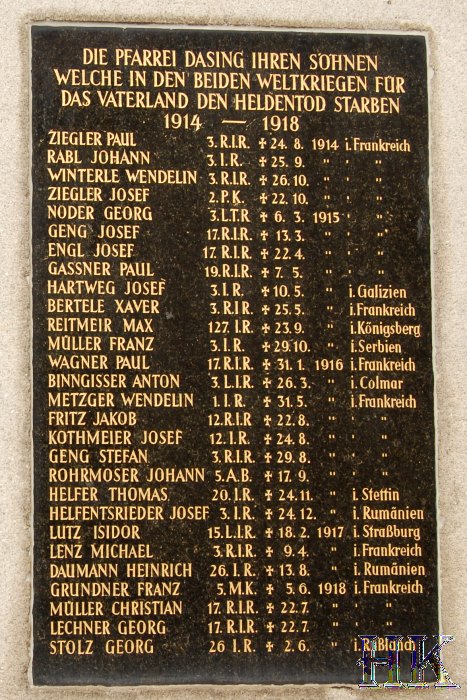 DIE PFARREI DASING IHREN SÖHNEN
WELCHE IN DEN BEIDEN WELTKRIEGEN FÜR
DAS VATERLAND DEN HELDENTOD STARBEN
1914 — 1918
ZIEGLER PAUL 3.R.I.R. ✝ 24. 8. 1914 i.Frankreich
RABL JOHANN 3. I.R. ✝ 25. 9. " " "
WINTERLE WENDELIN 3.R.I.R. ✝ 26.10. " " "
ZIEGLER JOSEF 2. P.K. ✝ 22.10. " " "
NODER GEORG 3.L.T.R ✝ 6. 3. 1915 " "
GENG JOSEF 17.R.I.R. ✝ 13. 3. " " "
ENGL JOSEF 17. R.I.R. ✝ 22.4. " " "
GASSNER PAUL 19.R.I.R. ✝ 7. 5. " " "
HARTWEG JOSEF 3. I. R. ✝ 10. 5. " i.Galizien
BERTELE XAVER 3.R.I.R. ✝ 25.5. " i.Frankreich
REITMEIR MAX 127. I.R. ✝ 23.9. " i.Königsberg
MÜLLER FRANZ 3. I.R. ✝ 29.10. " i.Serbien
WAGNER PAUL 17.R.I.R. ✝ 31. 1. 1916 i.Frankreich
BINNGISSER ANTON 3. L.I.R. ✝ 26.3. " i.Colmar
METZGER WENDELIN 1. I.R. ✝ 31.5. " i.Frankreich
FRITZ JAKOB 12.R.I.R ✝ 22.8. " " "
KOTHMEIER JOSEF 12. I.R. ✝ 24.8. " " "
GENG STEFAN 3.R.I.R. ✝ 29.8. " " "
ROHRMOSER JOHANN 5.A.B. ✝ 17. 9. " " "
HELFER THOMAS 20. I.R. ✝ 24.11. " i.Stettin
HELFENTSRIEDER JOSEF 3. I.R. ✝ 24.12. " i.Rumänien
LUTZ ISIDOR 15.L.I.R. ✝ 18. 2. 1917 i.Straßburg
LENZ MICHAEL 3.R.I.R. ✝ 9.4. " i.Frankreich
DAUMANN HEINRICH 26. I.R. ✝ 13.8. " i.Rumänien
GRUNDNER FRANZ 5.M.K. ✝ 5.6. 1918 i.Frankreich
MÜLLER CHRISTIAN 17. R.I.R. ✝ 22.7. " " "
LECHNER GEORG 17. R.I.R. ✝ 22.7. " " "
STOLZ GEORG 26 I.R. ✝ 2.6. " i.Rußland
HK